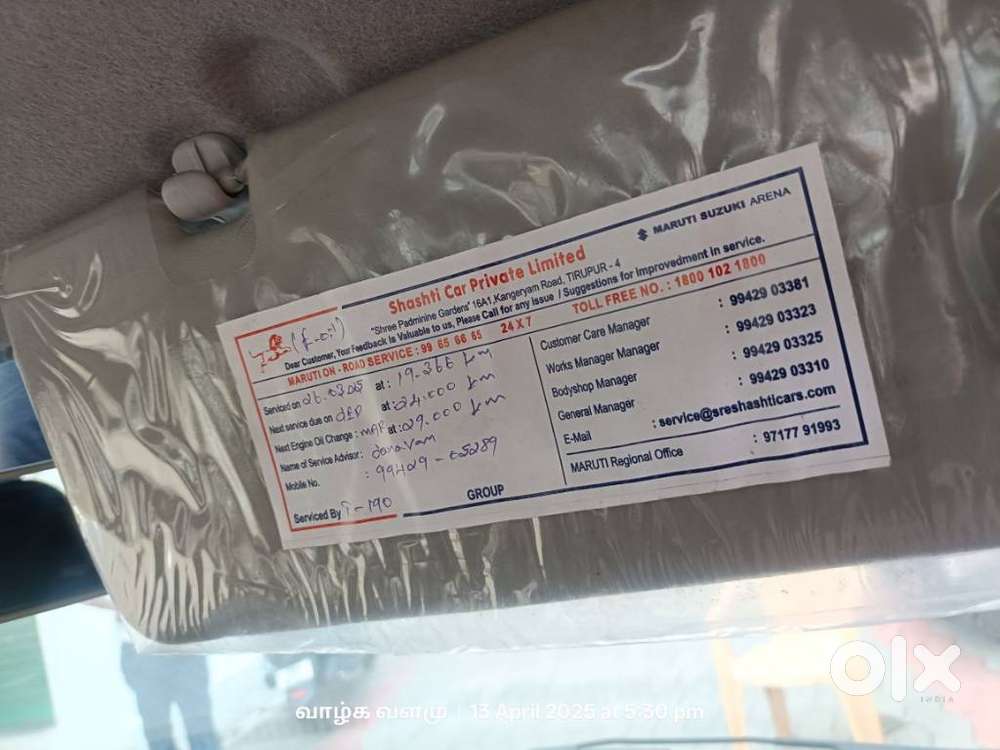 MARUTI SUZUKI ARENA
Shashti Car Private Limited
"Shree Padminine Gardens' 16A1,Kangeryam Road, TIRUPUR - 4
Dear Customer, Your Feedback is Valuable to us, Please Call for any issue / Suggestions for Improvedment in service.
MARUTI ON - ROAD SERVICE : 99 65 66 65 24 X 7 TOLL FREE NO. : 1800 102 1800
Serviced on at : 19.366 km
Next service due on at 24.000 km
Next Engine Oil Change : at : 29.000 km
Name of Service Advisor :
Mobile No. : 99429 - 05289
Serviced By T-190
GROUP
Customer Care Manager : 99429 03381
Works Manager Manager : 99429 03323
Bodyshop Manager : 99429 03325
General Manager : 99429 03310
E-Mail : service@sreshashticars.com
MARUTI Regional Office : 97177 91993
olx
INDIA
வாழ்க வளமு | 13 April 2025 at 5:30 pm